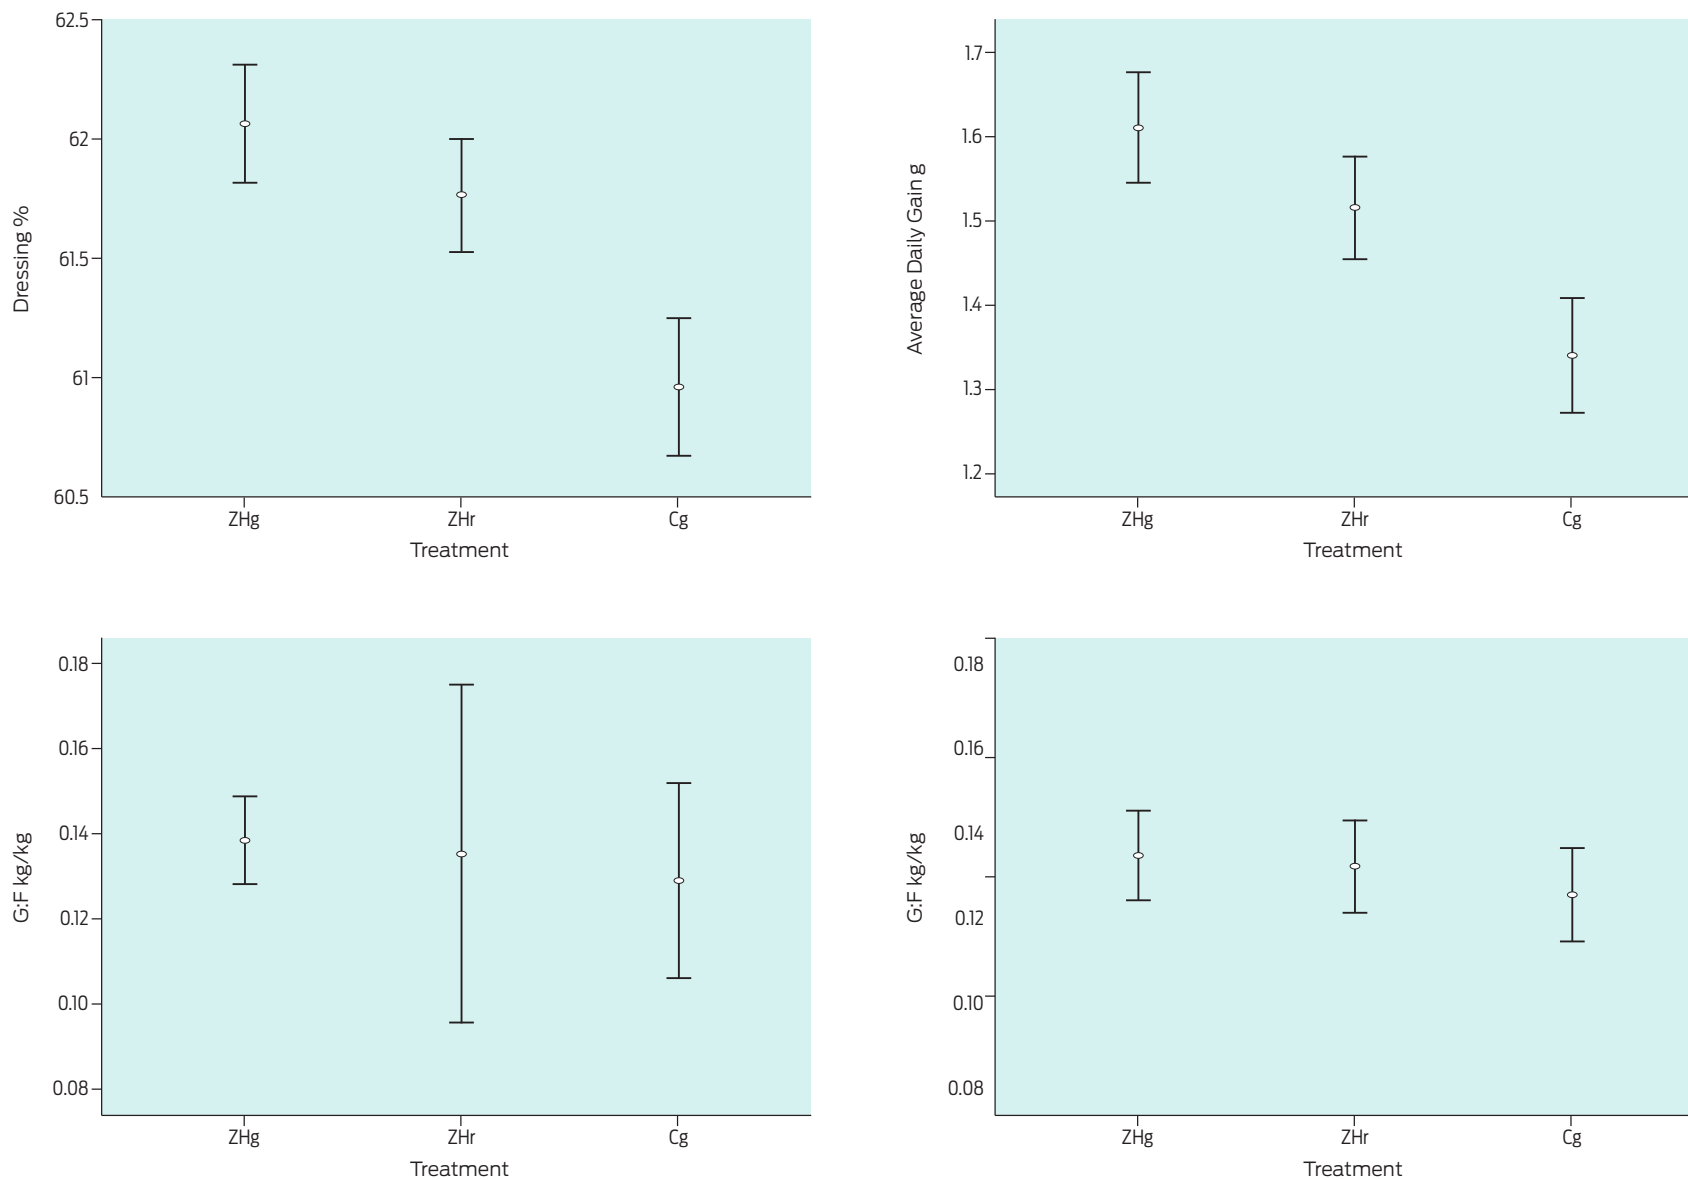 62.5
62
61.5
61
60.5
Dressing %
ZHg ZHr Cg
Treatment
1.7
1.6
1.5
1.4
1.3
1.2
Average Daily Gain g
ZHg ZHr Cg
Treatment
0.18
0.16
0.14
0.12
0.10
0.08
G:F kg/kg
ZHg ZHr Cg
Treatment
0.18
0.16
0.14
0.12
0.10
0.08
G:F kg/kg
ZHg ZHr Cg
Treatment